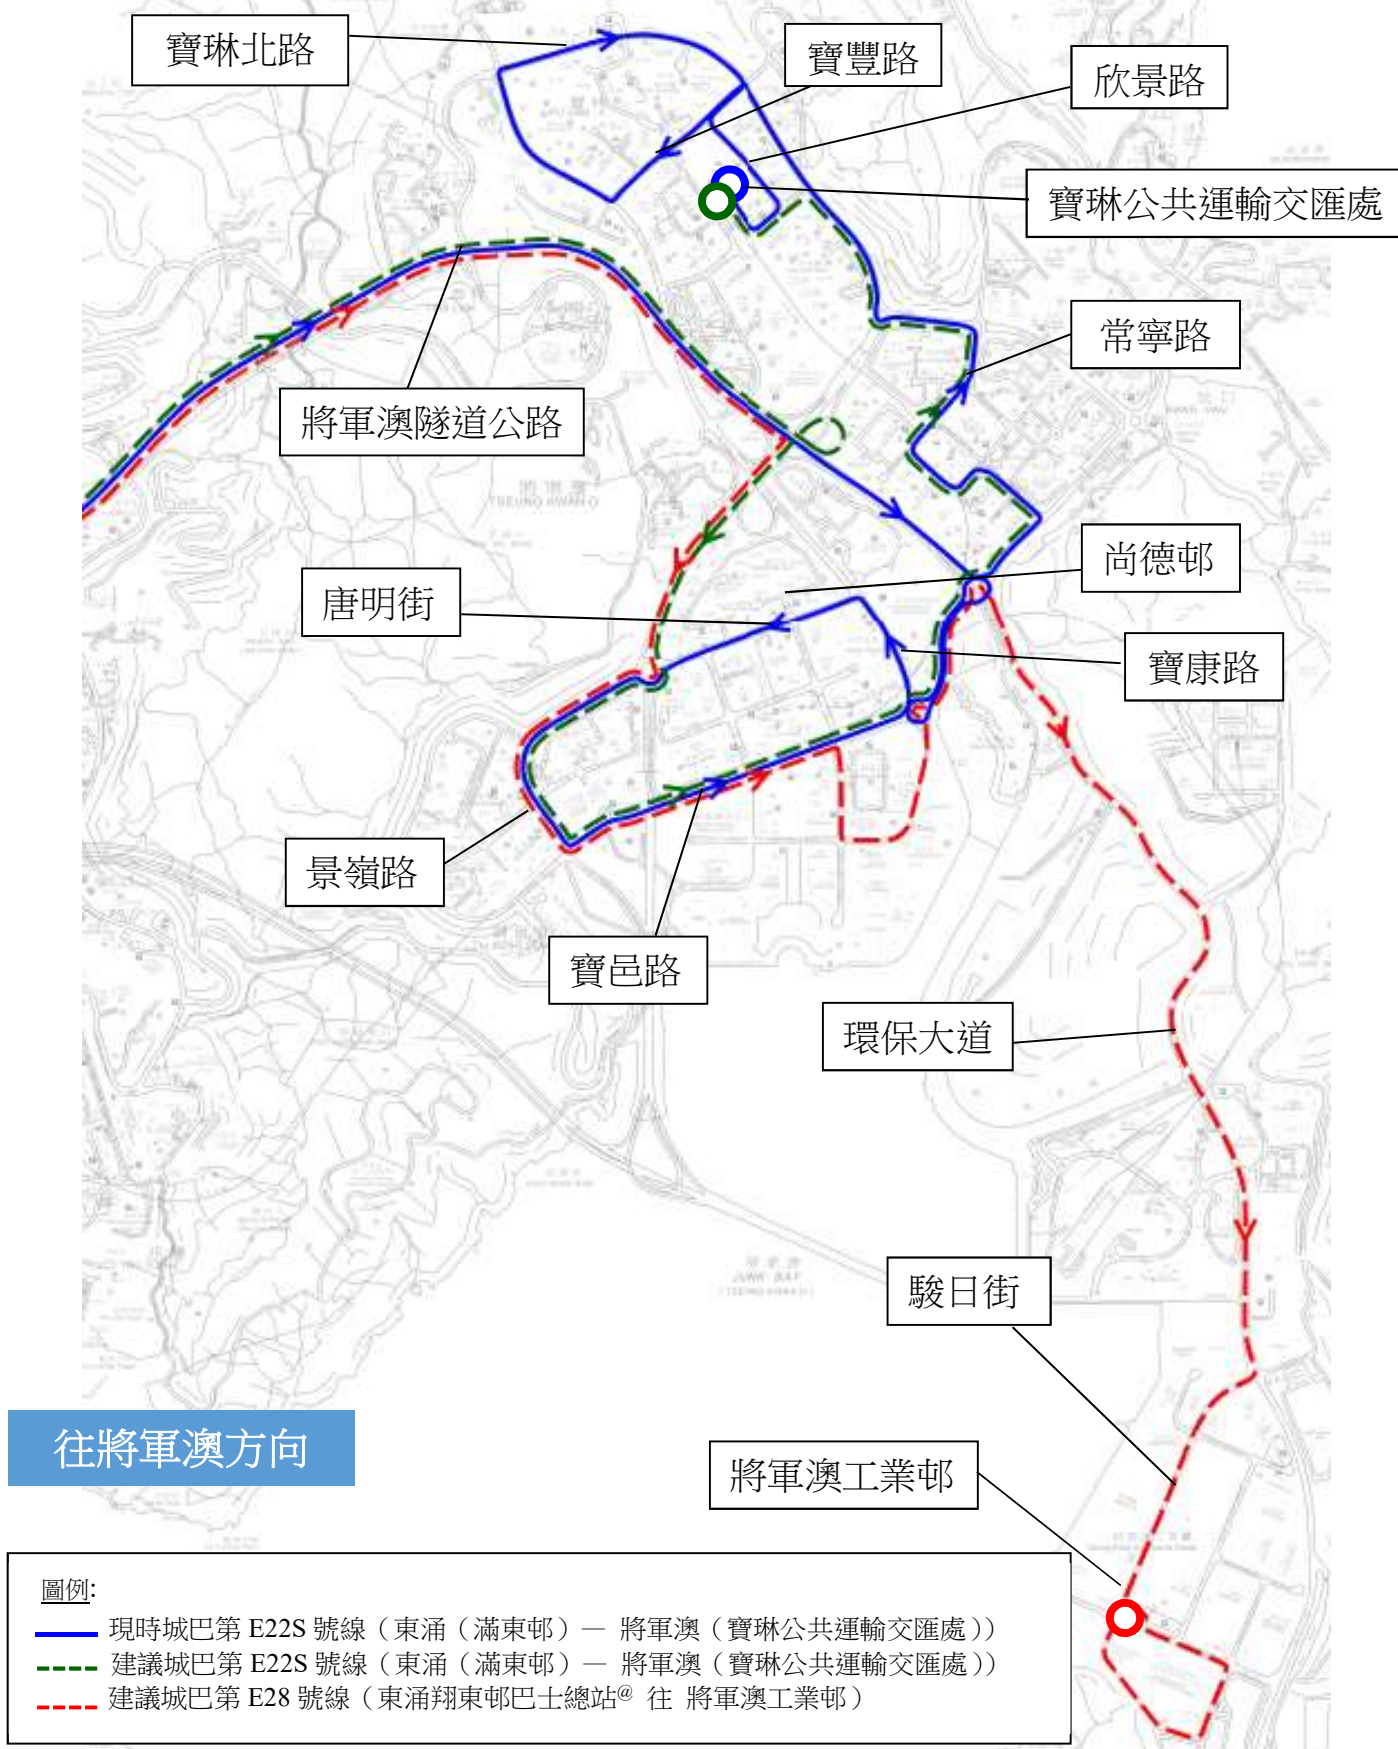 寶琳北路
寶豐路
欣景路
寶琳公共運輸交匯處
常寧路
將軍澳隧道公路
尚德邨
唐明街
寶康路
景嶺路
寶邑路
環保大道
駿日街
往將軍澳方向
將軍澳工業邨
圖例:
現時城巴第 E22S 號線（東涌（滿東邨）— 將軍澳（寶琳公共運輸交匯處））
建議城巴第 E22S 號線（東涌（滿東邨）— 將軍澳（寶琳公共運輸交匯處））
建議城巴第 E28 號線（東涌翔東邨巴士總站@ 往 將軍澳工業邨）